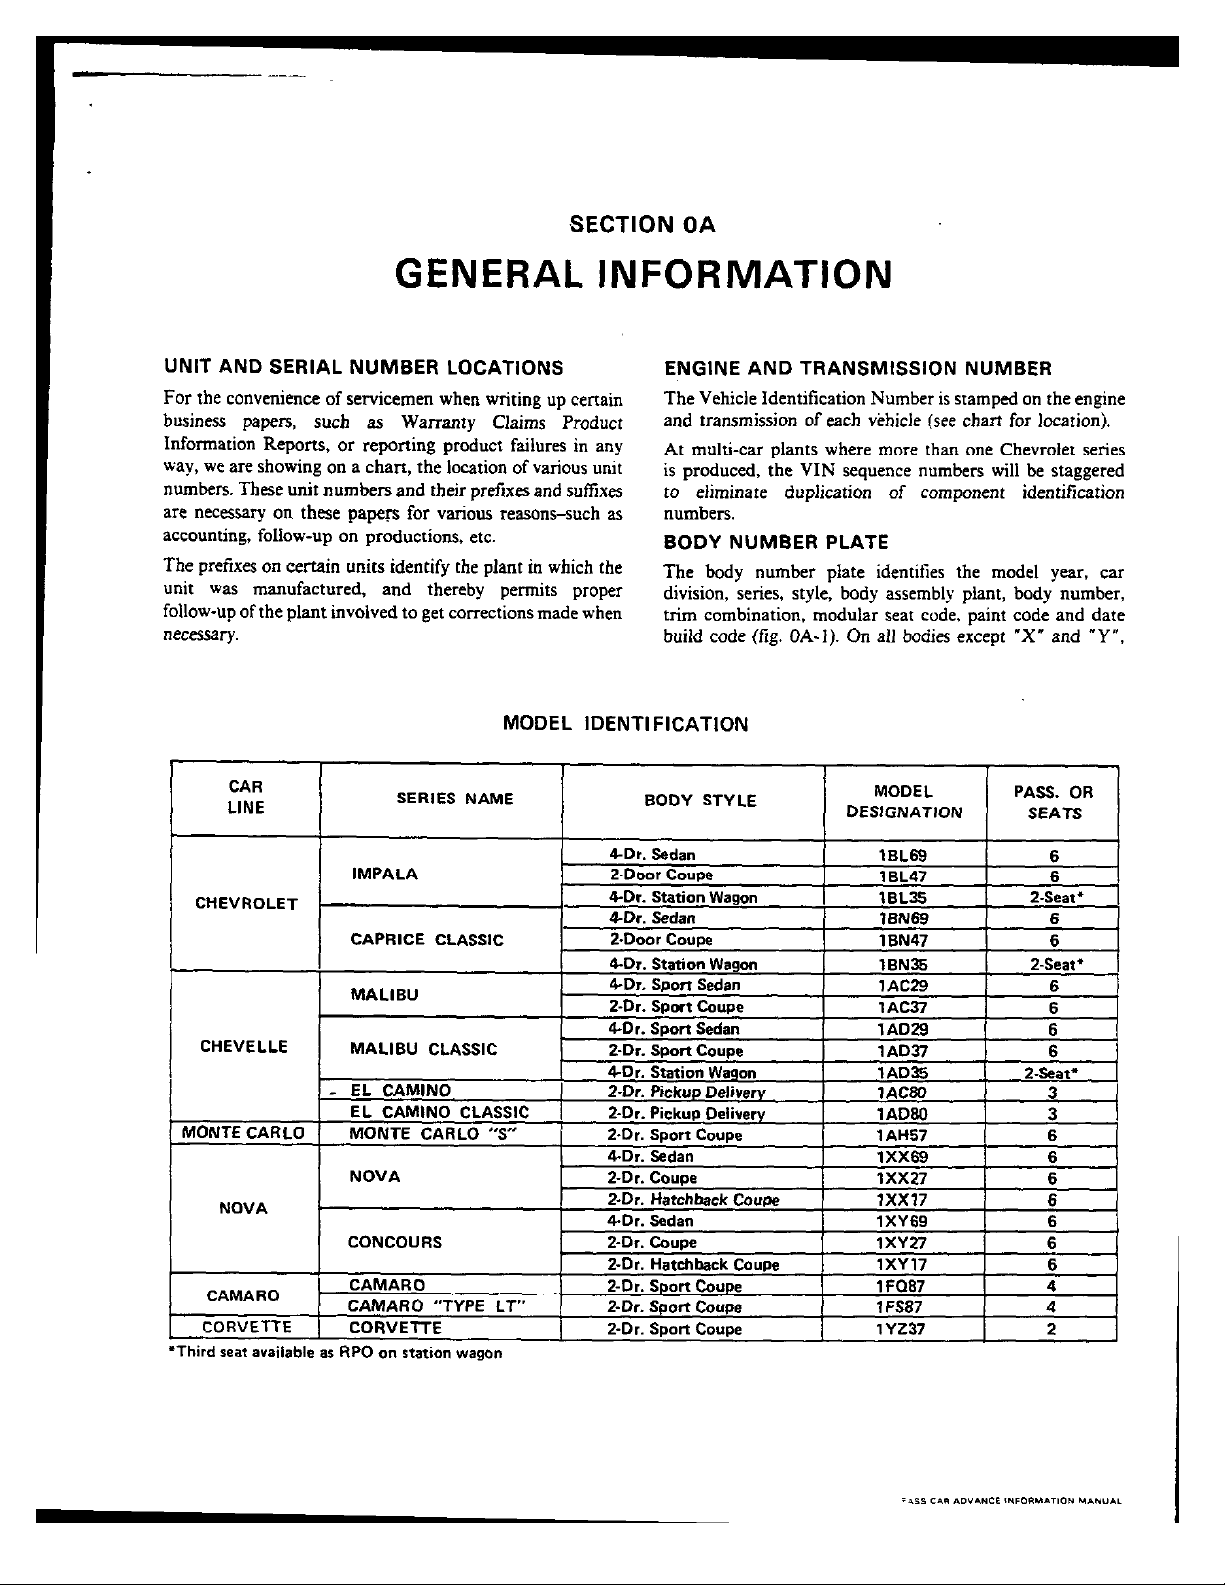 SECTION 0A
GENERAL INFORMATION
UNIT AND SERIAL NUMBER LOCATIONS
For the convenience of servicemen when writing up certain
business papers, such as Warranty Claims Product
Information Reports, or reporting product failures in any
way, we are showing on a chart, the location of various unit
numbers. These unit numbers and their prefixes and suffixes
are necessary on these papers for various reasons-such as
accounting, follow-up on productions, etc.
The prefixes on certain units identify the plant in which the
unit was manufactured, and thereby permits proper
follow-up of the plant involved to get corrections made when
necessary.
ENGINE AND TRANSMISSION NUMBER
The Vehicle Identification Number is stamped on the engine
and transmission of each vehicle (see chart for location).
At multi-car plants where more than one Chevrolet series
is produced, the VIN sequence numbers will be staggered
to eliminate duplication of component identification
numbers.
BODY NUMBER PLATE
The body number plate identifies the model year, car
division, series, style, body assembly plant, body number,
trim combination, modular seat code, paint code and date
build code (fig. 0A-1). On all bodies except "X" and "Y",
MODEL IDENTIFICATION
CAR LINE SERIES NAME BODY STYLE MODEL DESIGNATION PASS. OR SEATS
CHEVROLET IMPALA 4-Dr. Sedan 1BL69 6
2-Door Coupe 1BL47 6
4-Dr. Station Wagon 1BL35 2-Seat*
CAPRICE CLASSIC 4-Dr. Sedan 1BN69 6
2-Door Coupe 1BN47 6
4-Dr. Station Wagon 1BN35 2-Seat*
CHEVELLE MALIBU 4-Dr. Sport Sedan 1AC29 6
2-Dr. Sport Coupe 1AC37 6
MALIBU CLASSIC 4-Dr. Sport Sedan 1AD29 6
2-Dr. Sport Coupe 1AD37 6
4-Dr. Station Wagon 1AD35 2-Seat*
EL CAMINO 2-Dr. Pickup Delivery 1AC80 3
EL CAMINO CLASSIC 2-Dr. Pickup Delivery 1AD80 3
MONTE CARLO MONTE CARLO "S" 2-Dr. Sport Coupe 1AH57 6
NOVA NOVA 4-Dr. Sedan 1XX69 6
2-Dr. Coupe 1XX27 6
2-Dr. Hatchback Coupe 1XX17 6
CONCOURS 4-Dr. Sedan 1XY69 6
2-Dr. Coupe 1XY27 6
2-Dr. Hatchback Coupe 1XY17 6
CAMARO CAMARO 2-Dr. Sport Coupe 1FQ87 4
CAMARO "TYPE LT" 2-Dr. Sport Coupe 1FS87 4
CORVETTE CORVETTE 2-Dr. Sport Coupe 1YZ37 2
*Third seat available as RPO on station wagon
PASS CAR ADVANCE INFORMATION MANUAL